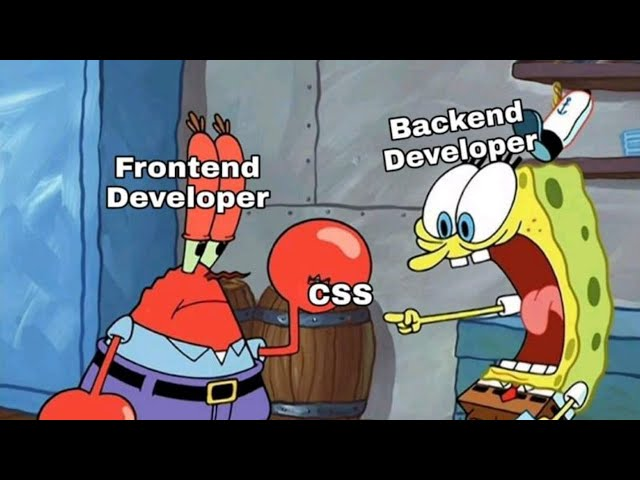 Frontend
Developer
Backend
Developer
CSS